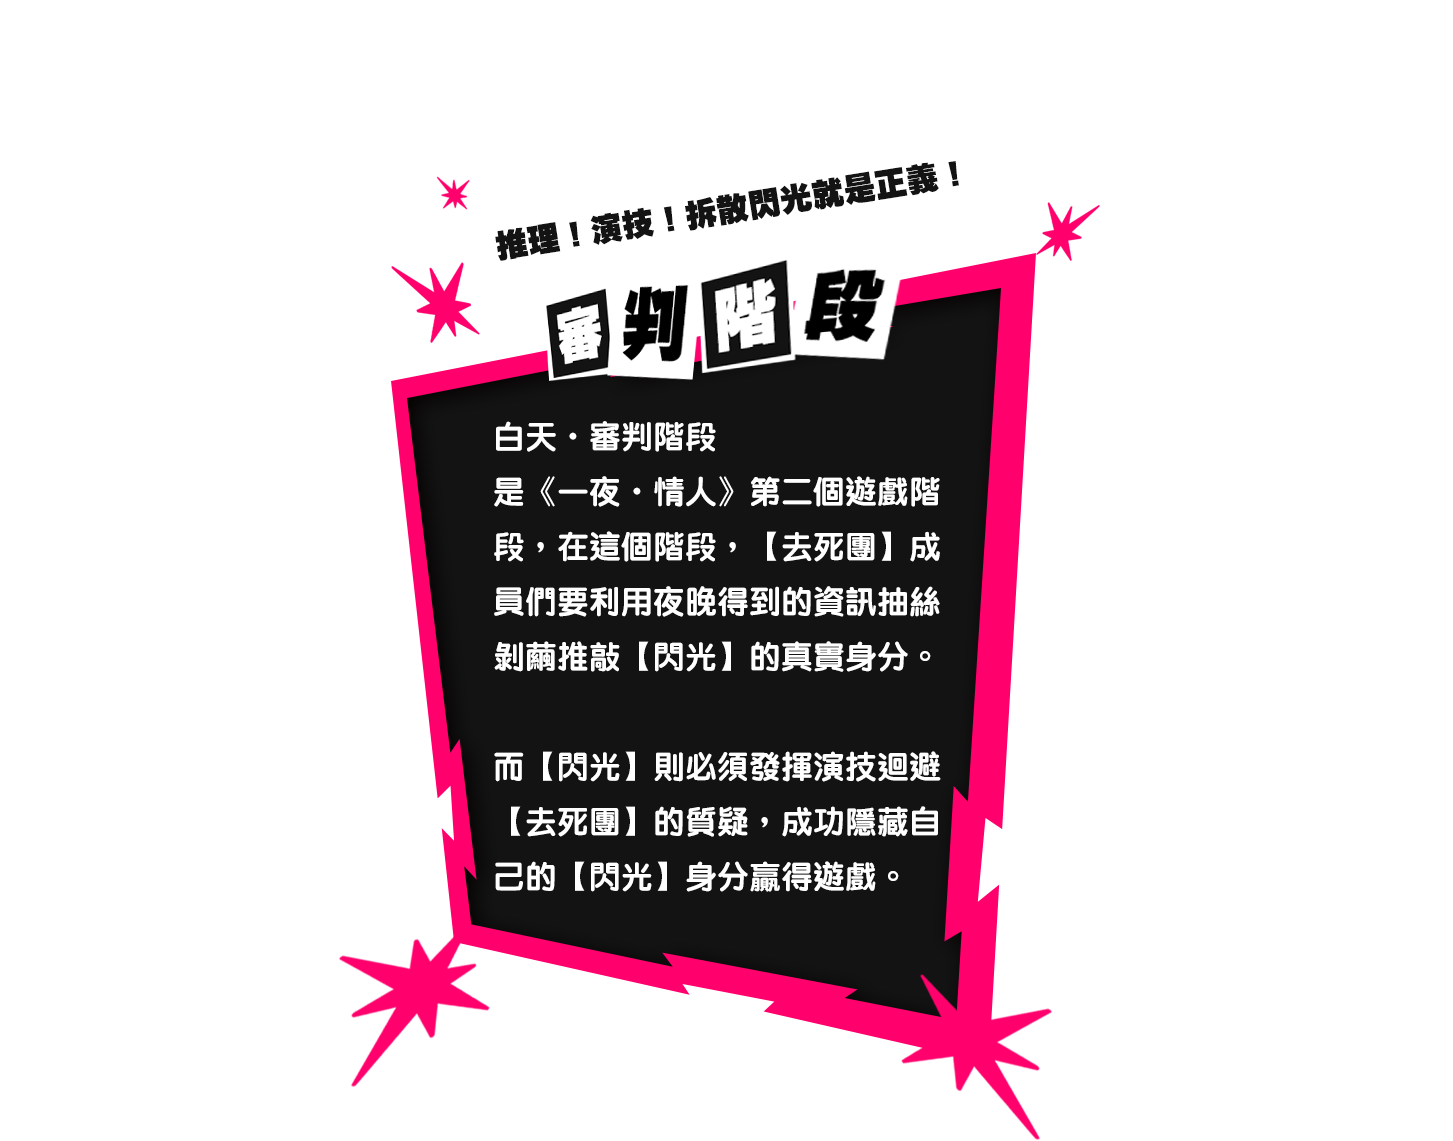 推理！演技！拆散閃光就是正義！
審判階段
白天・審判階段
是《一夜・情人》第二個遊戲階
段，在這個階段，【去死團】成
員們要利用夜晚得到的資訊抽絲
剝繭推敲【閃光】的真實身分。
而【閃光】則必須發揮演技迴避
【去死團】的質疑，成功隱藏自
己的【閃光】身分贏得遊戲。